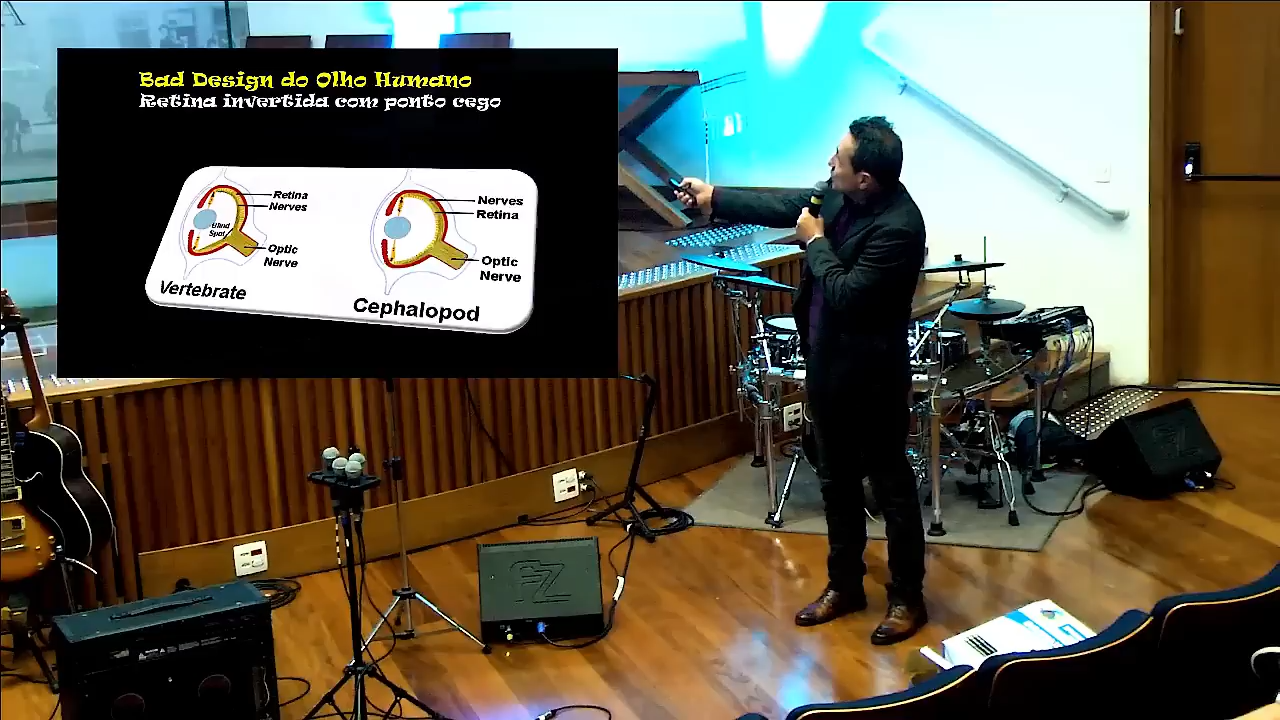 Bad Design do Olho Humano
Retina invertida com ponto cego
Retina
Nerves
Blind
Spot
Optic
Nerve
Vertebrate
Nerves
Retina
Optic
Nerve
Cephalopod
FZ